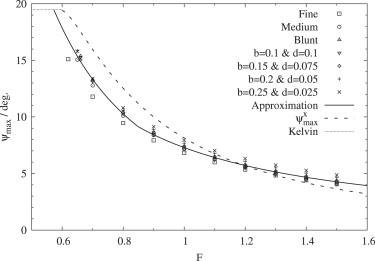 20
15
10
5
0
0.6
0.8
1
1.2
1.4
1.6
F
ψmax / deg.
Fine
Medium
Blunt
b=0.1 & d=0.1
b=0.15 & d=0.075
b=0.2 & d=0.05
b=0.25 & d=0.025
Approximation
ψxmax
Kelvin